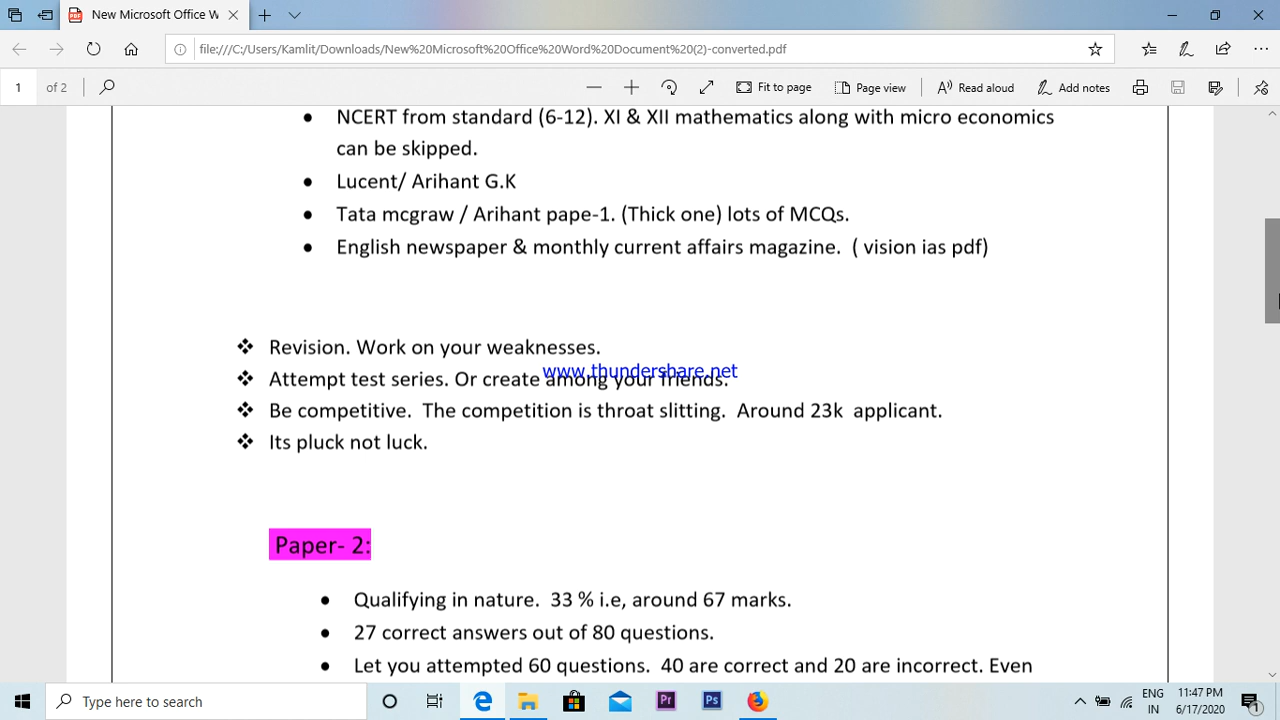 New Microsoft Office W
file:///C:/Users/Kamlit/Downloads/New%20Microsoft%20Office%20Word%20Document%20(2)-converted.pdf
1 of 2 Fit to page Page view Read aloud Add notes
• NCERT from standard (6-12). XI & XII mathematics along with micro economics
can be skipped.
• Lucent/ Arihant G.K
• Tata mcgraw / Arihant pape-1. (Thick one) lots of MCQs.
• English newspaper & monthly current affairs magazine. ( vision ias pdf)
❖ Revision. Work on your weaknesses.
www.thundershare.net
❖ Attempt test series. Or create among your friends.
❖ Be competitive. The competition is throat slitting. Around 23k applicant.
❖ Its pluck not luck.
Paper- 2:
• Qualifying in nature. 33 % i.e, around 67 marks.
• 27 correct answers out of 80 questions.
• Let you attempted 60 questions. 40 are correct and 20 are incorrect. Even
Type here to search Pr Ps ENG 11:47 PM
IN 6/17/2020 1